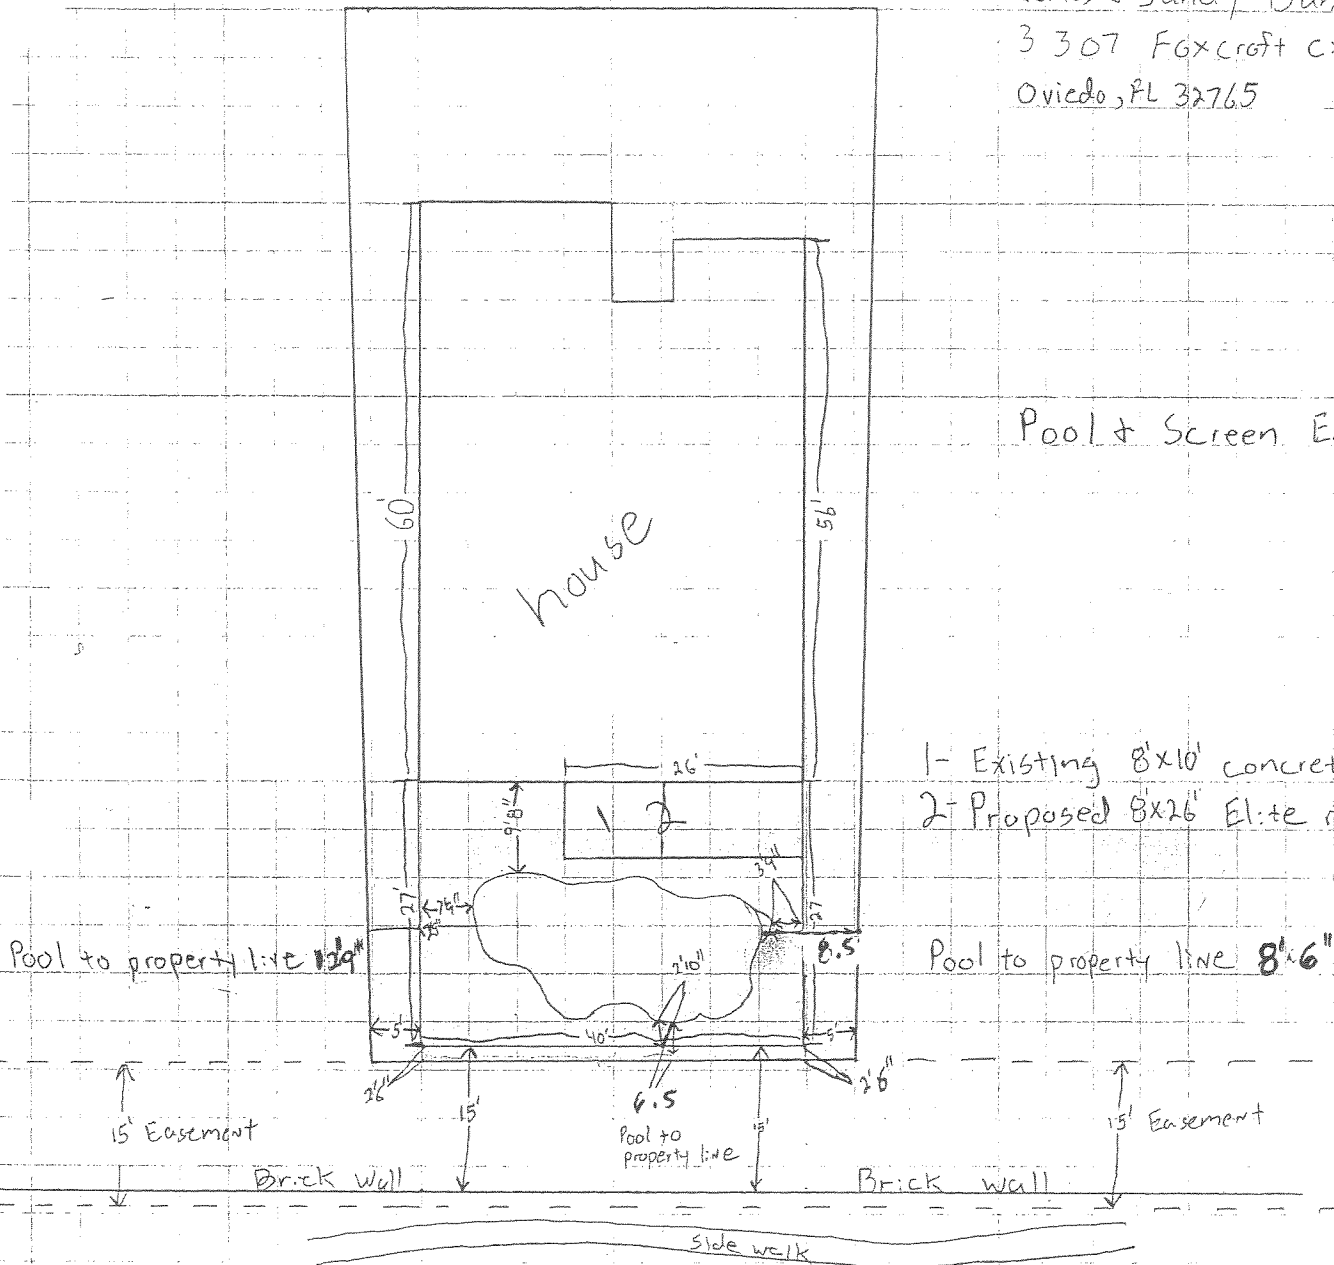 3307 Foxcroft C
Oviedo, FL 32765
60'
56'
house
Pool & Screen E
26'
1- Existing 8'x10' concret
2- Proposed 8'x26' Elite
1 2
9'8"
3'9"
27'
27'
Pool to property line 12'9"
8.5
Pool to property line 8'6"
2'10"
5'
40'
5'
2'6"
2'6"
15'
6.5
15'
15' Easement
15' Easement
Pool to
property line
Brick Wall
Brick Wall
Side walk